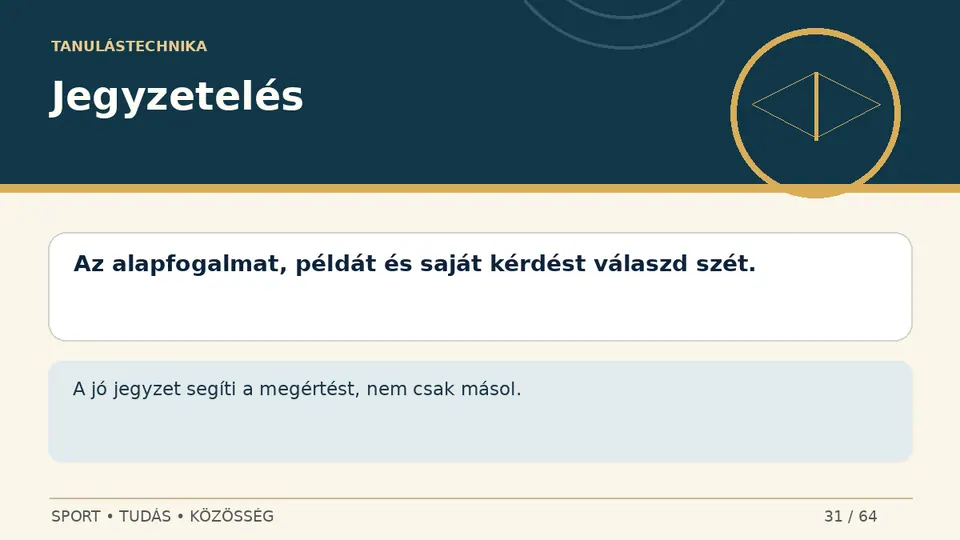 TANULÁSTECHNIKA
Jegyzetelés
Az alapfogalmat, példát és saját kérdést válaszd szét.
A jó jegyzet segíti a megértést, nem csak másol.
SPORT • TUDÁS • KÖZÖSSÉG
31 / 64